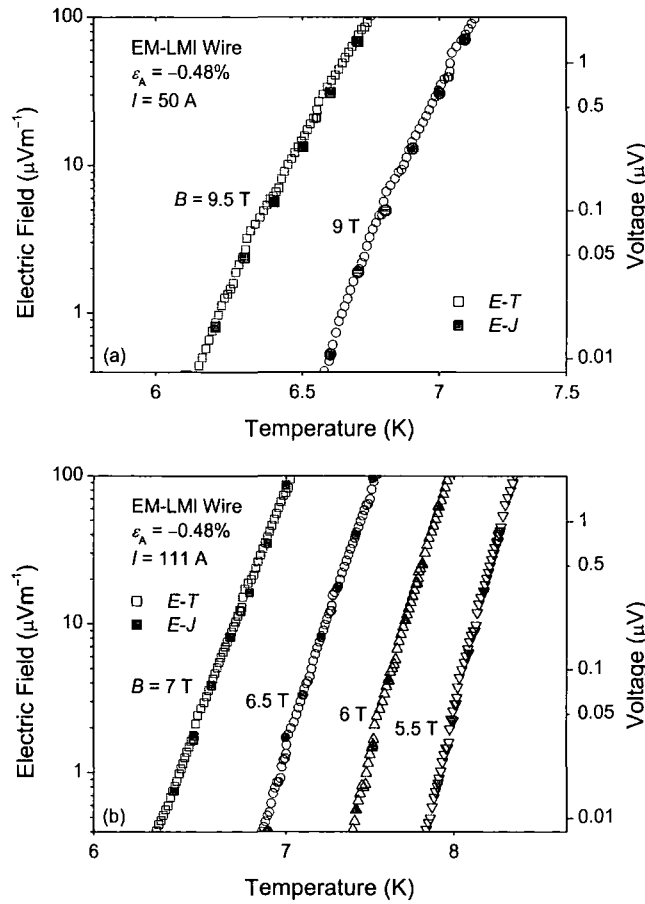 100
EM-LMI Wire
εA = −0.48%
I = 50 A
1
0.5
10
B = 9.5 T
9 T
0.1
0.05
1
E-T
E-J
(a)
0.01
6
6.5
7
7.5
Electric Field (μVm⁻¹)
Voltage (μV)
Temperature (K)
100
EM-LMI Wire
εA = −0.48%
I = 111 A
E-T
E-J
1
0.5
10
B = 7 T
6.5 T
6 T
5.5 T
0.1
0.05
1
(b)
0.01
6
7
8
Electric Field (μVm⁻¹)
Voltage (μV)
Temperature (K)